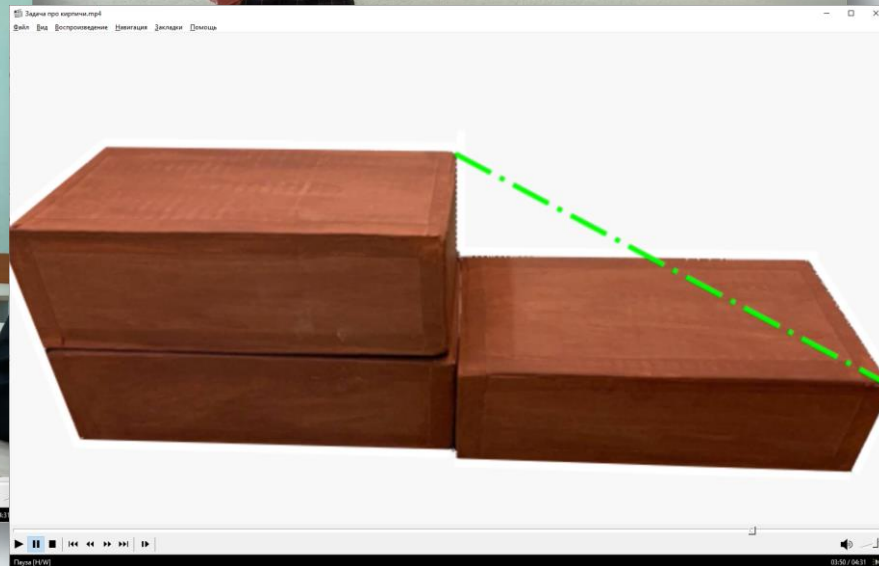 Задача про кирпичи.mp4
Файл Вид Воспроизведение Навигация Закладки Помощь
Пауза [H/W]
03:50 / 04:31